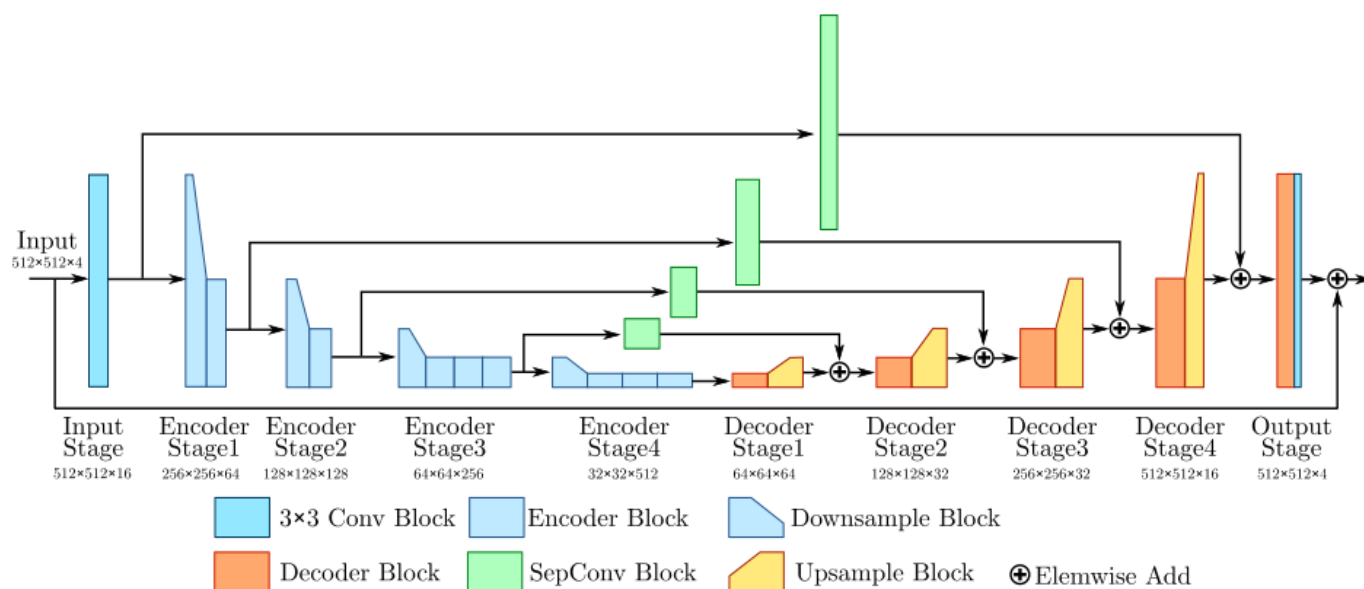 Input
512×512×4
Input
Stage
512×512×16
Encoder
Stage1
256×256×64
Encoder
Stage2
128×128×128
Encoder
Stage3
64×64×256
Encoder
Stage4
32×32×512
Decoder
Stage1
64×64×64
Decoder
Stage2
128×128×32
Decoder
Stage3
256×256×32
Decoder
Stage4
512×512×16
Output
Stage
512×512×4
3×3 Conv Block
Encoder Block
Downsample Block
Decoder Block
SepConv Block
Upsample Block
Elemwise Add